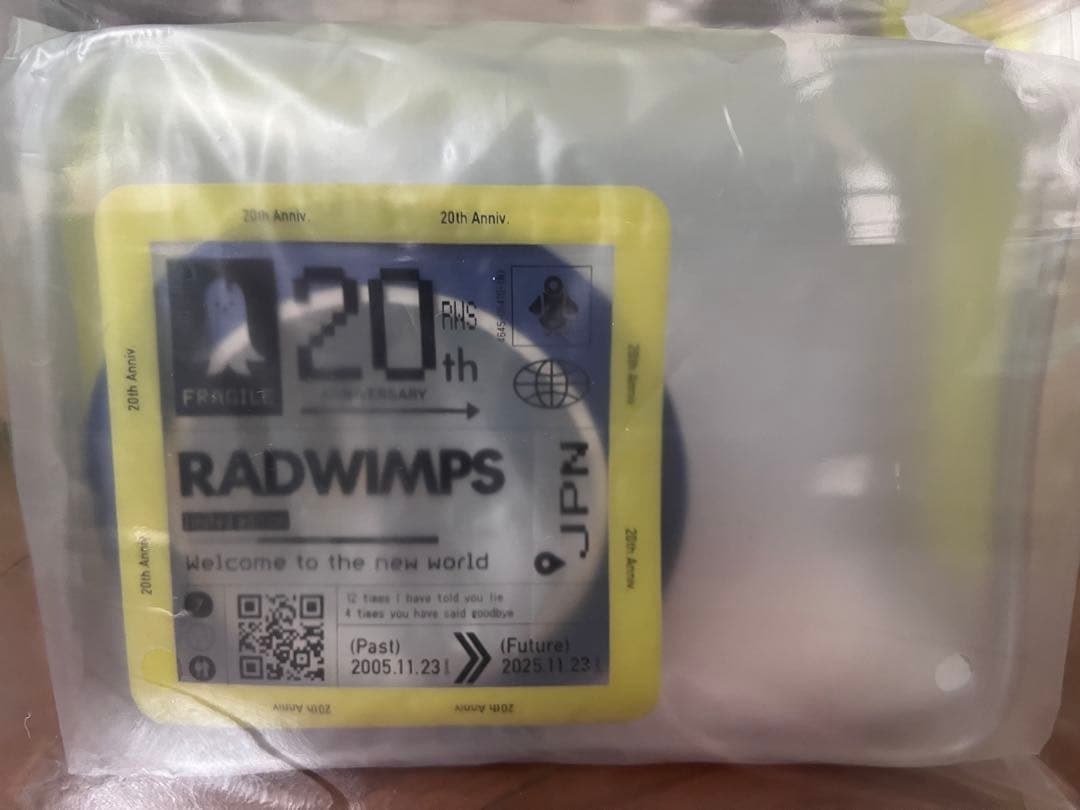 20th Anniv. 20th Anniv.
20
RWS
th
FRAGILE
ANNIVERSARY
RADWIMPS
JPN
Welcome to the new world
12 times I have told you lie
4 times you have said goodbye
(Past)
2005.11.23
(Future)
2025.11.23
20th Anniv
20th Anniv
20th Anniv
20th Anniv.
20th Anniv
20th Anniv